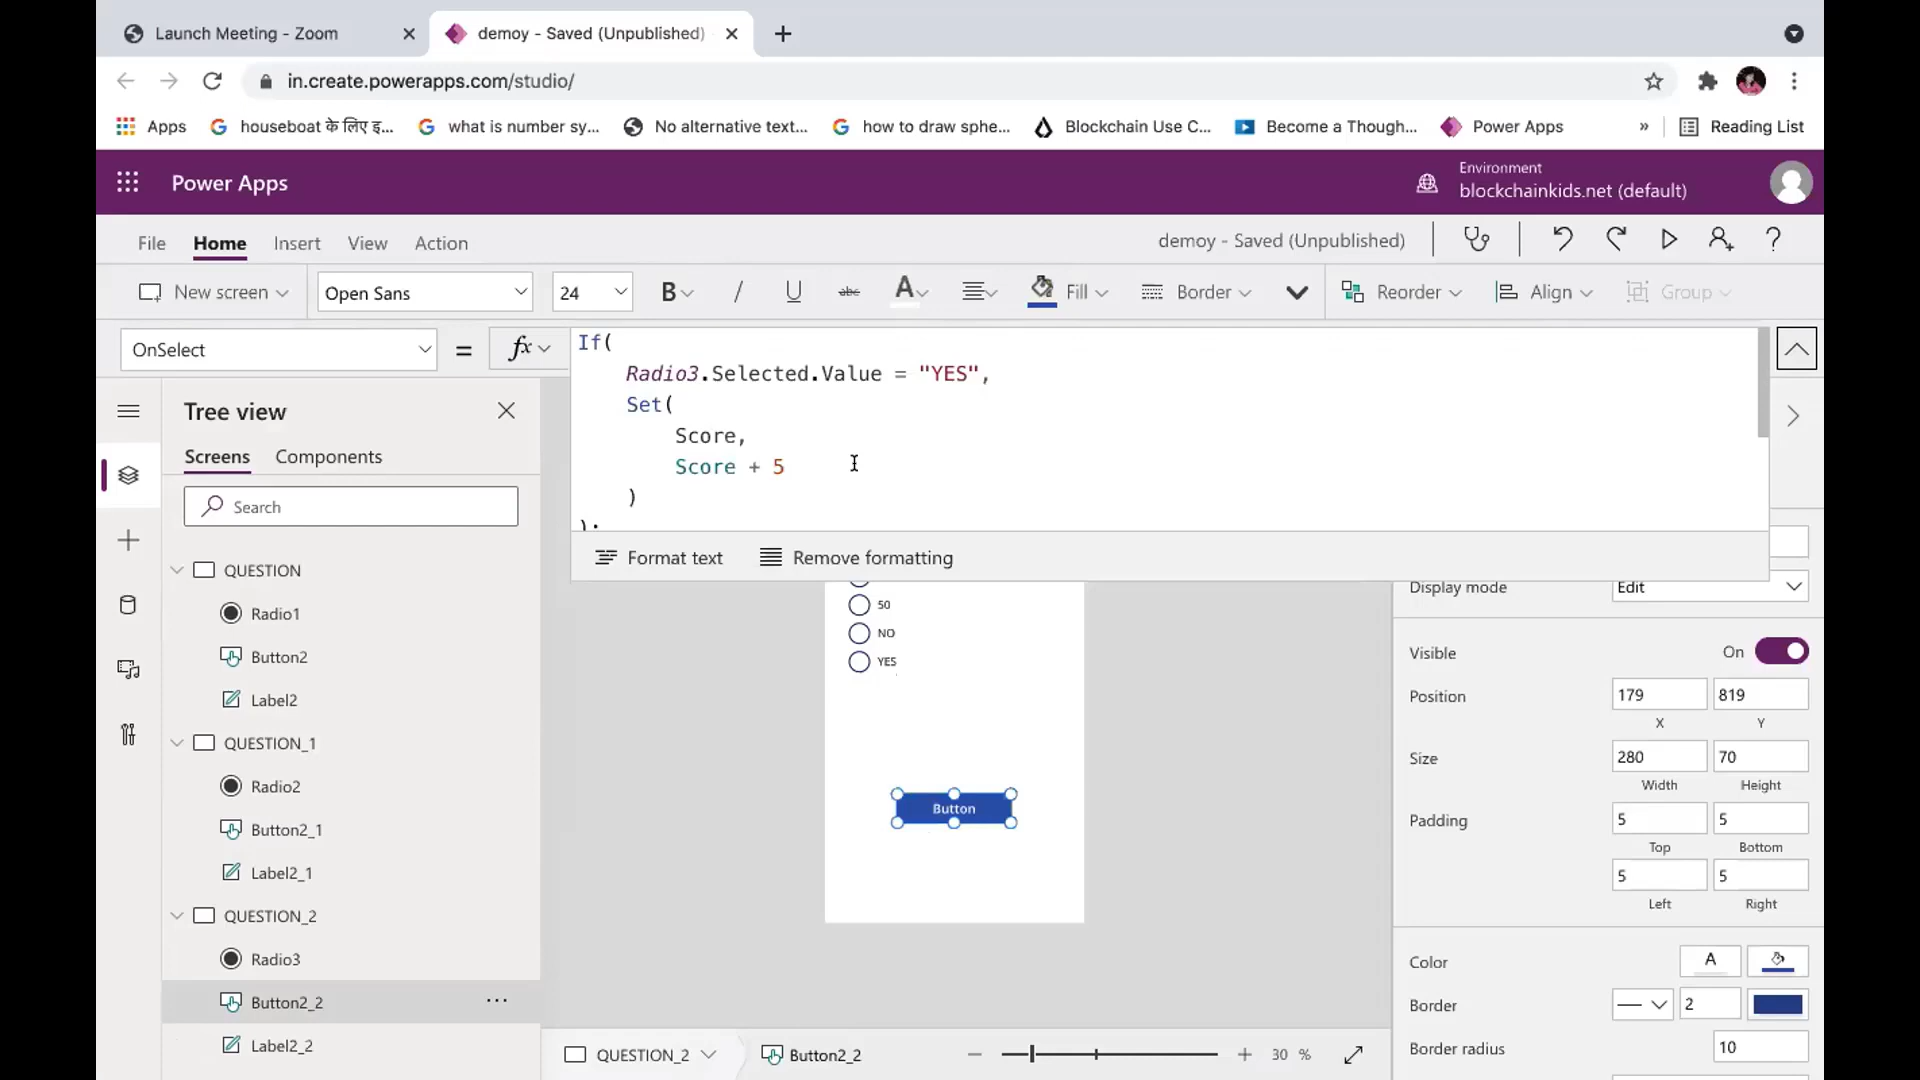 Launch Meeting - Zoom
demoy - Saved (Unpublished)
in.create.powerapps.com/studio/
Apps
houseboat के लिए इ...
what is number sy...
No alternative text...
how to draw sphe...
Blockchain Use C...
Become a Though...
Power Apps
»
Reading List
Power Apps
Environment
blockchainkids.net (default)
File
Home
Insert
View
Action
demoy - Saved (Unpublished)
New screen
Open Sans
24
B
/
U
abc
A
Fill
Border
Reorder
Align
Group
OnSelect
=
fx
If(
Radio3.Selected.Value = "YES",
Set(
Score,
Score + 5
)
);
Format text
Remove formatting
Tree view
Screens
Components
Search
QUESTION
Radio1
Button2
Label2
QUESTION_1
Radio2
Button2_1
Label2_1
QUESTION_2
Radio3
Button2_2
...
Label2_2
50
NO
YES
Button
Display mode
Edit
Visible
On
Position
179
819
X
Y
Size
280
70
Width
Height
Padding
5
5
Top
Bottom
5
5
Left
Right
Color
A
Border
2
Border radius
10
QUESTION_2
Button2_2
30 %